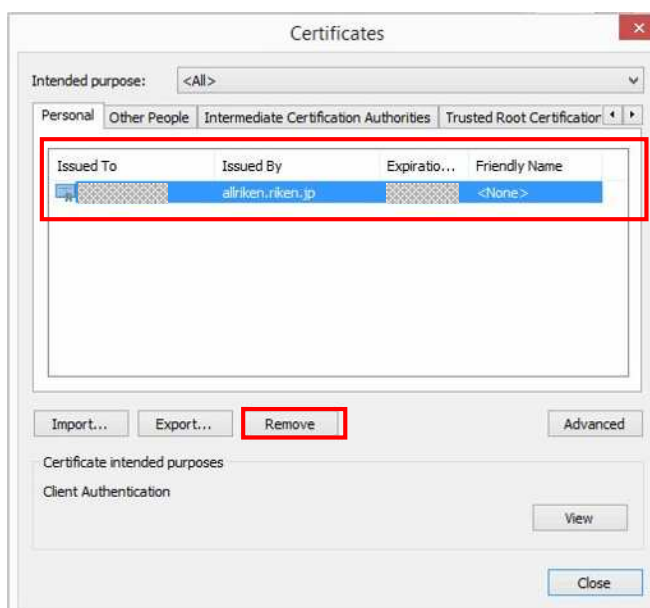 Certificates
Intended purpose: <All>
Personal Other People Intermediate Certification Authorities Trusted Root Certification
Issued To Issued By Expiratio... Friendly Name
allriken.riken.jp <None>
Import... Export... Remove Advanced
Certificate intended purposes
Client Authentication
View
Close